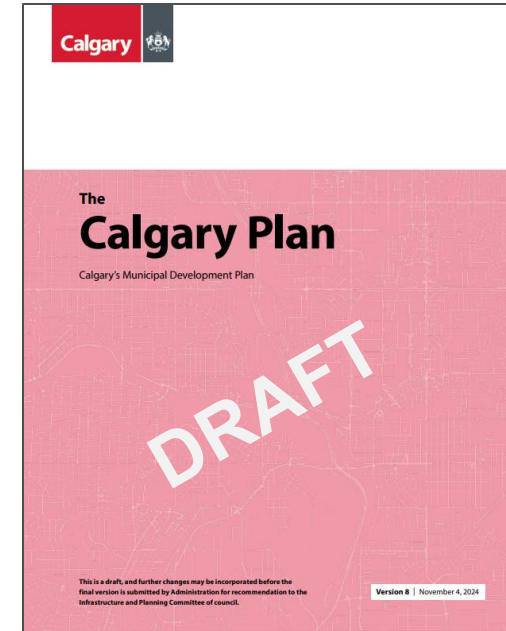 Calgary
The
Calgary Plan
Calgary's Municipal Development Plan
DRAFT
This is a draft, and further changes may be incorporated before the
final version is submitted by Administration for recommendation to the
Infrastructure and Planning Committee of council.
Version 8 | November 4, 2024